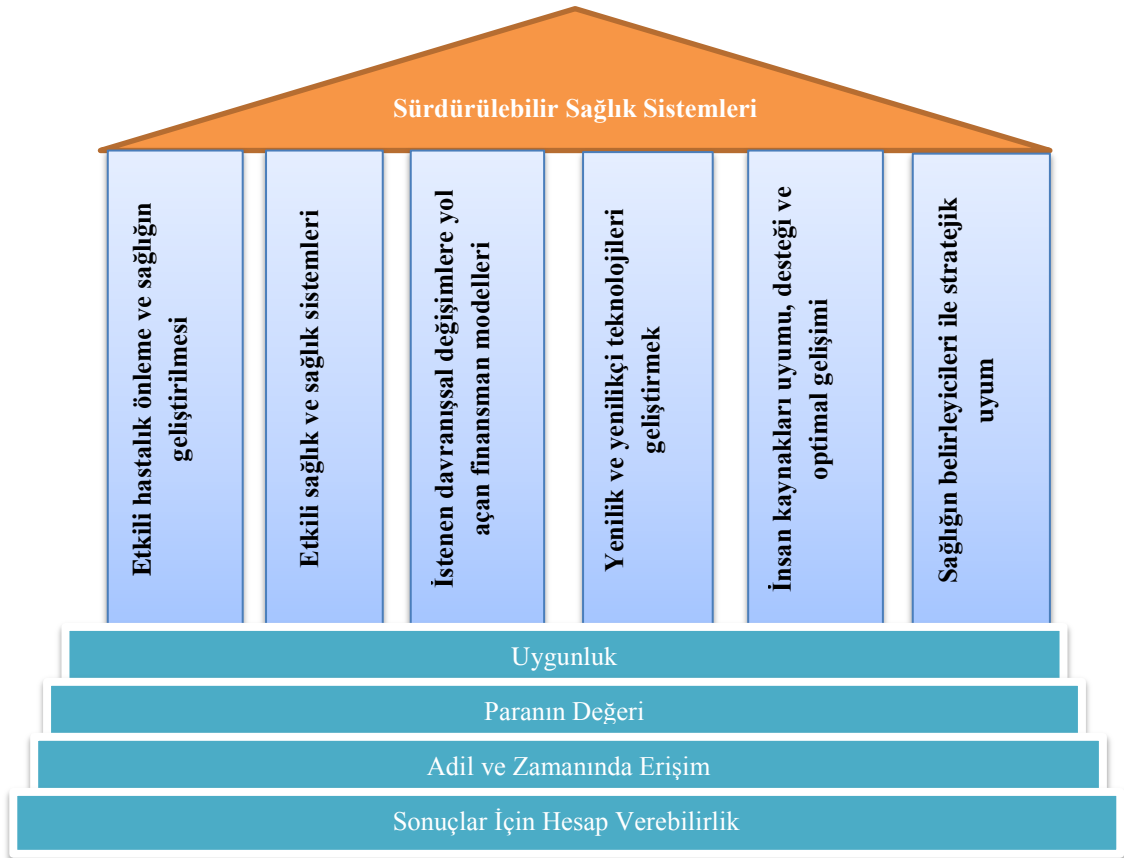 Sürdürülebilir Sağlık Sistemleri
Etkili hastalık önleme ve sağlığın
geliştirilmesi
Etkili sağlık ve sağlık sistemleri
İstenen davranışsal değişimlere yol
açan finansman modelleri
Yenilik ve yenilikçi teknolojileri
geliştirmek
İnsan kaynakları uyumu, desteği ve
optimal gelişimi
Sağlığın belirleyicileri ile stratejik
uyum
Uygunluk
Paranın Değeri
Adil ve Zamanında Erişim
Sonuçlar İçin Hesap Verebilirlik